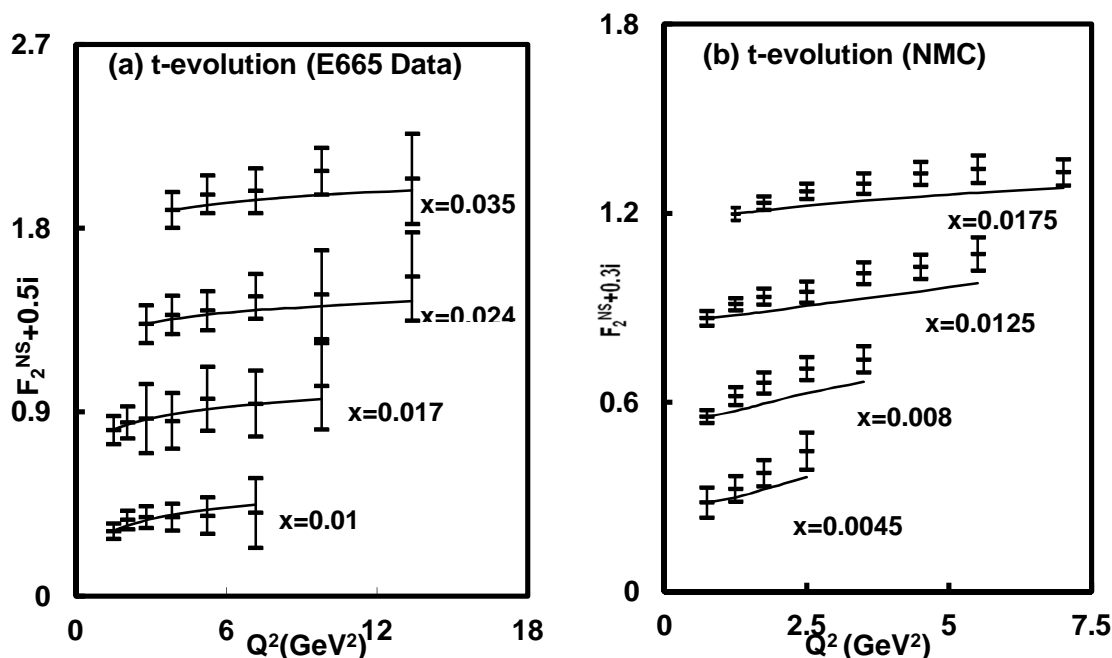 (a) t-evolution (E665 Data)
F₂ᴺˢ+0.5i
2.7
1.8
0.9
0
x=0.035
x=0.024
x=0.017
x=0.01
0 6 12 18
Q²(GeV²)
(b) t-evolution (NMC)
F₂ᴺˢ+0.3i
1.8
1.2
0.6
0
x=0.0175
x=0.0125
x=0.008
x=0.0045
0 2.5 5 7.5
Q² (GeV²)